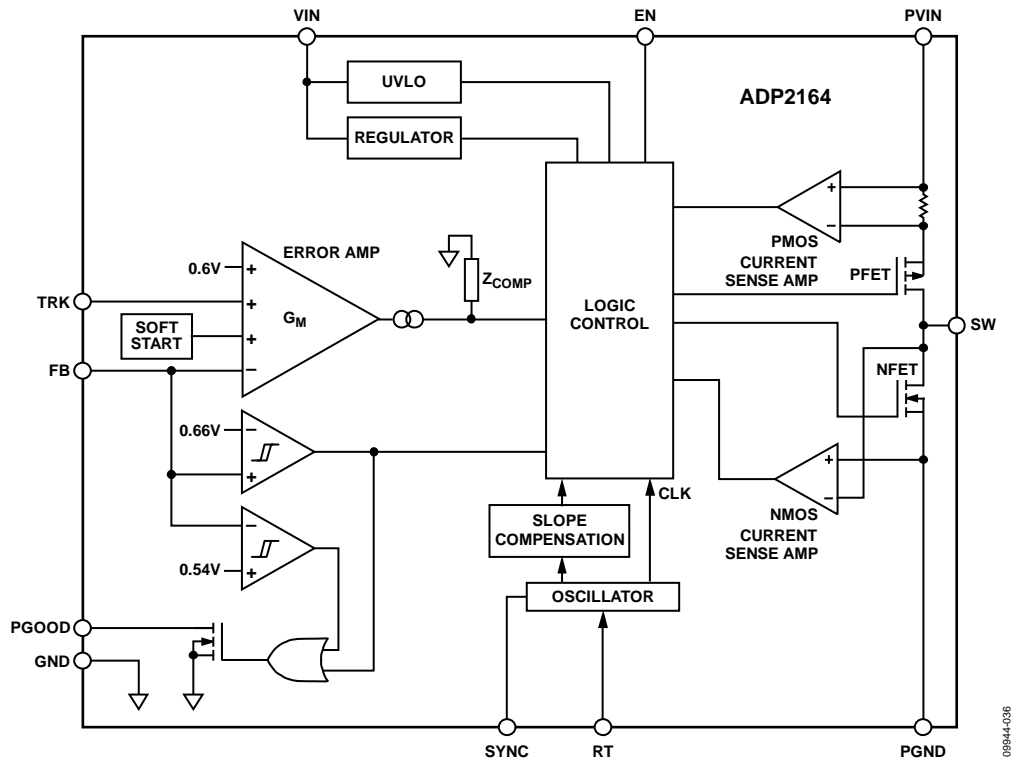 VIN
EN
PVIN
UVLO
ADP2164
REGULATOR
ERROR AMP
0.6V
+
+
+
−
GM
TRK
SOFT
START
FB
ZCOMP
LOGIC
CONTROL
+
−
PMOS
CURRENT
SENSE AMP
PFET
SW
NFET
0.66V
−
+
−
0.54V
+
CLK
+
−
NMOS
CURRENT
SENSE AMP
SLOPE
COMPENSATION
OSCILLATOR
PGOOD
GND
SYNC
RT
PGND
09944-036